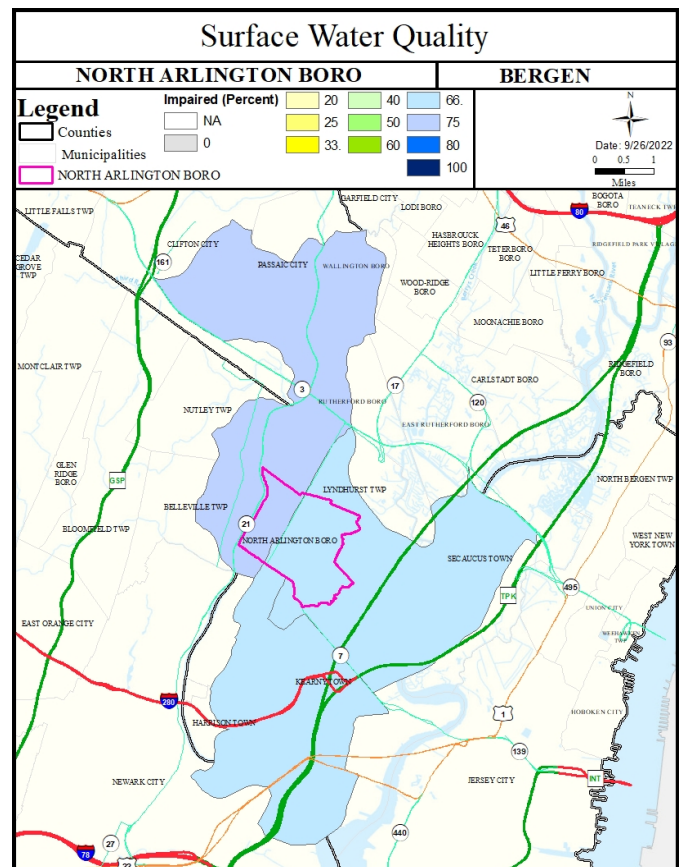 Surface Water Quality
NORTH ARLINGTON BORO
BERGEN
Legend
Counties
Municipalities
NORTH ARLINGTON BORO
Impaired (Percent)
NA
0
20
25
33.
40
50
60
66.
75
80
100
N
Date: 9/26/2022
0 0.5 1
Miles
GARFIELD CITY
BOGOTA
BORO
TEANECK TWP
LITTLE FALLS TWP
LODI BORO
80
46
CLIFTON CITY
HASBROUCK
HEIGHTS BORO
TETERBORO
BORO
RIDGEFIELD PARK VILLAG
CEDAR
GROVE
TWP
161
PASSAIC CITY
WALLINGTON BORO
LITTLE FERRY BORO
WOOD-RIDGE
BORO
MOONACHIE BORO
93
MONTCLAIR TWP
RIDGEFIELD
BORO
3
17
CARLSTADT BORO
NUTLEY TWP
RUTHERFORD BORO
120
EAST RUTHERFORD BORO
GLEN
RIDGE
BORO
GSP
LYNDHURST TWP
NORTH BERGEN TWP
BELLEVILLE TWP
21
BLOOMFIELD TWP
NORTH ARLINGTON BORO
WEST NEW
YORK TOWN
SECAUCUS TOWN
495
TPK
UNION CITY
EAST ORANGE CITY
WEEHAWKEN
TWP
7
KEARNY TOWN
280
HARRISON TOWN
1
HOBOKEN CITY
139
NEWARK CITY
JERSEY CITY
INT
440
27
78
22